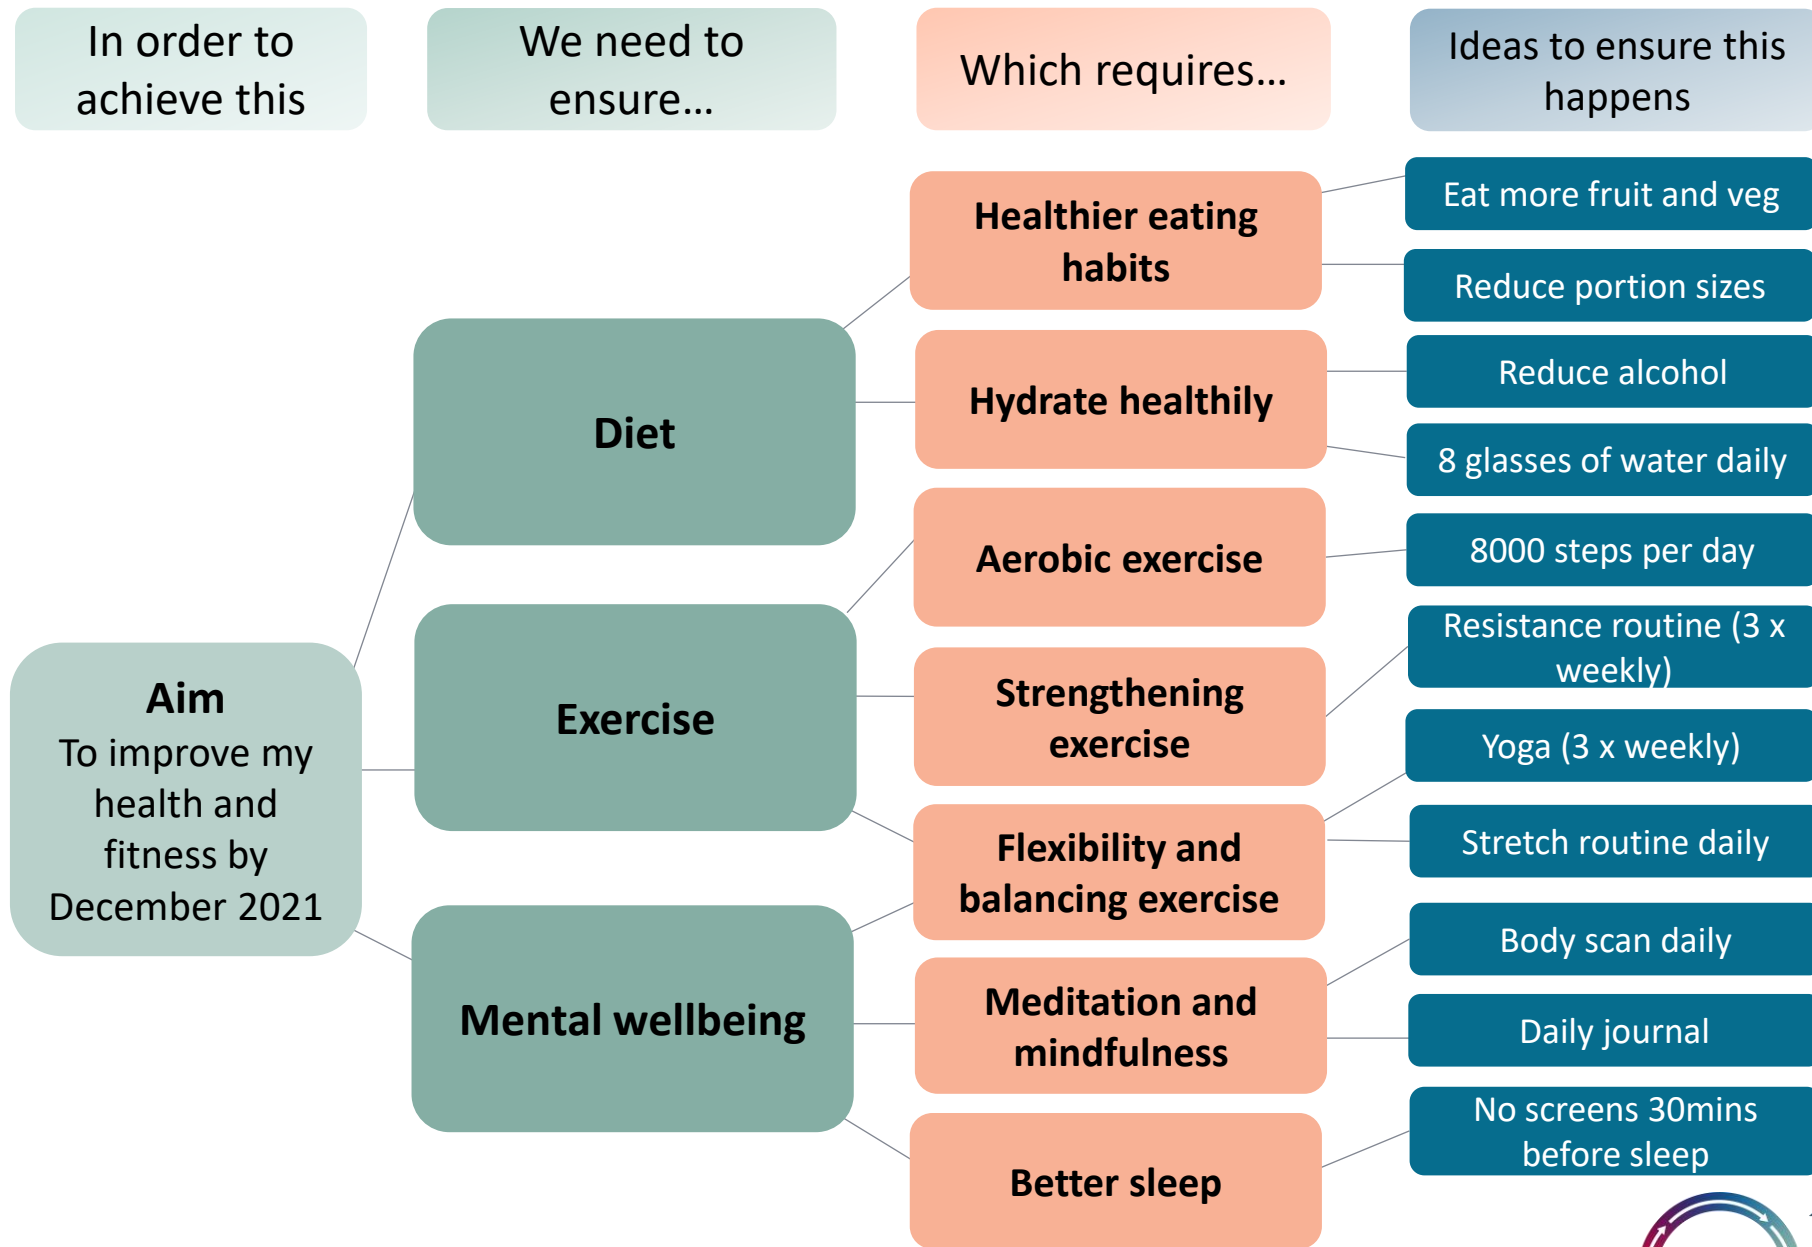 In order to
achieve this
We need to
ensure...
Which requires...
Ideas to ensure this
happens
Aim
To improve my
health and
fitness by
December 2021
Diet
Exercise
Mental wellbeing
Healthier eating
habits
Hydrate healthily
Aerobic exercise
Strengthening
exercise
Flexibility and
balancing exercise
Meditation and
mindfulness
Better sleep
Eat more fruit and veg
Reduce portion sizes
Reduce alcohol
8 glasses of water daily
8000 steps per day
Resistance routine (3 x
weekly)
Yoga (3 x weekly)
Stretch routine daily
Body scan daily
Daily journal
No screens 30mins
before sleep